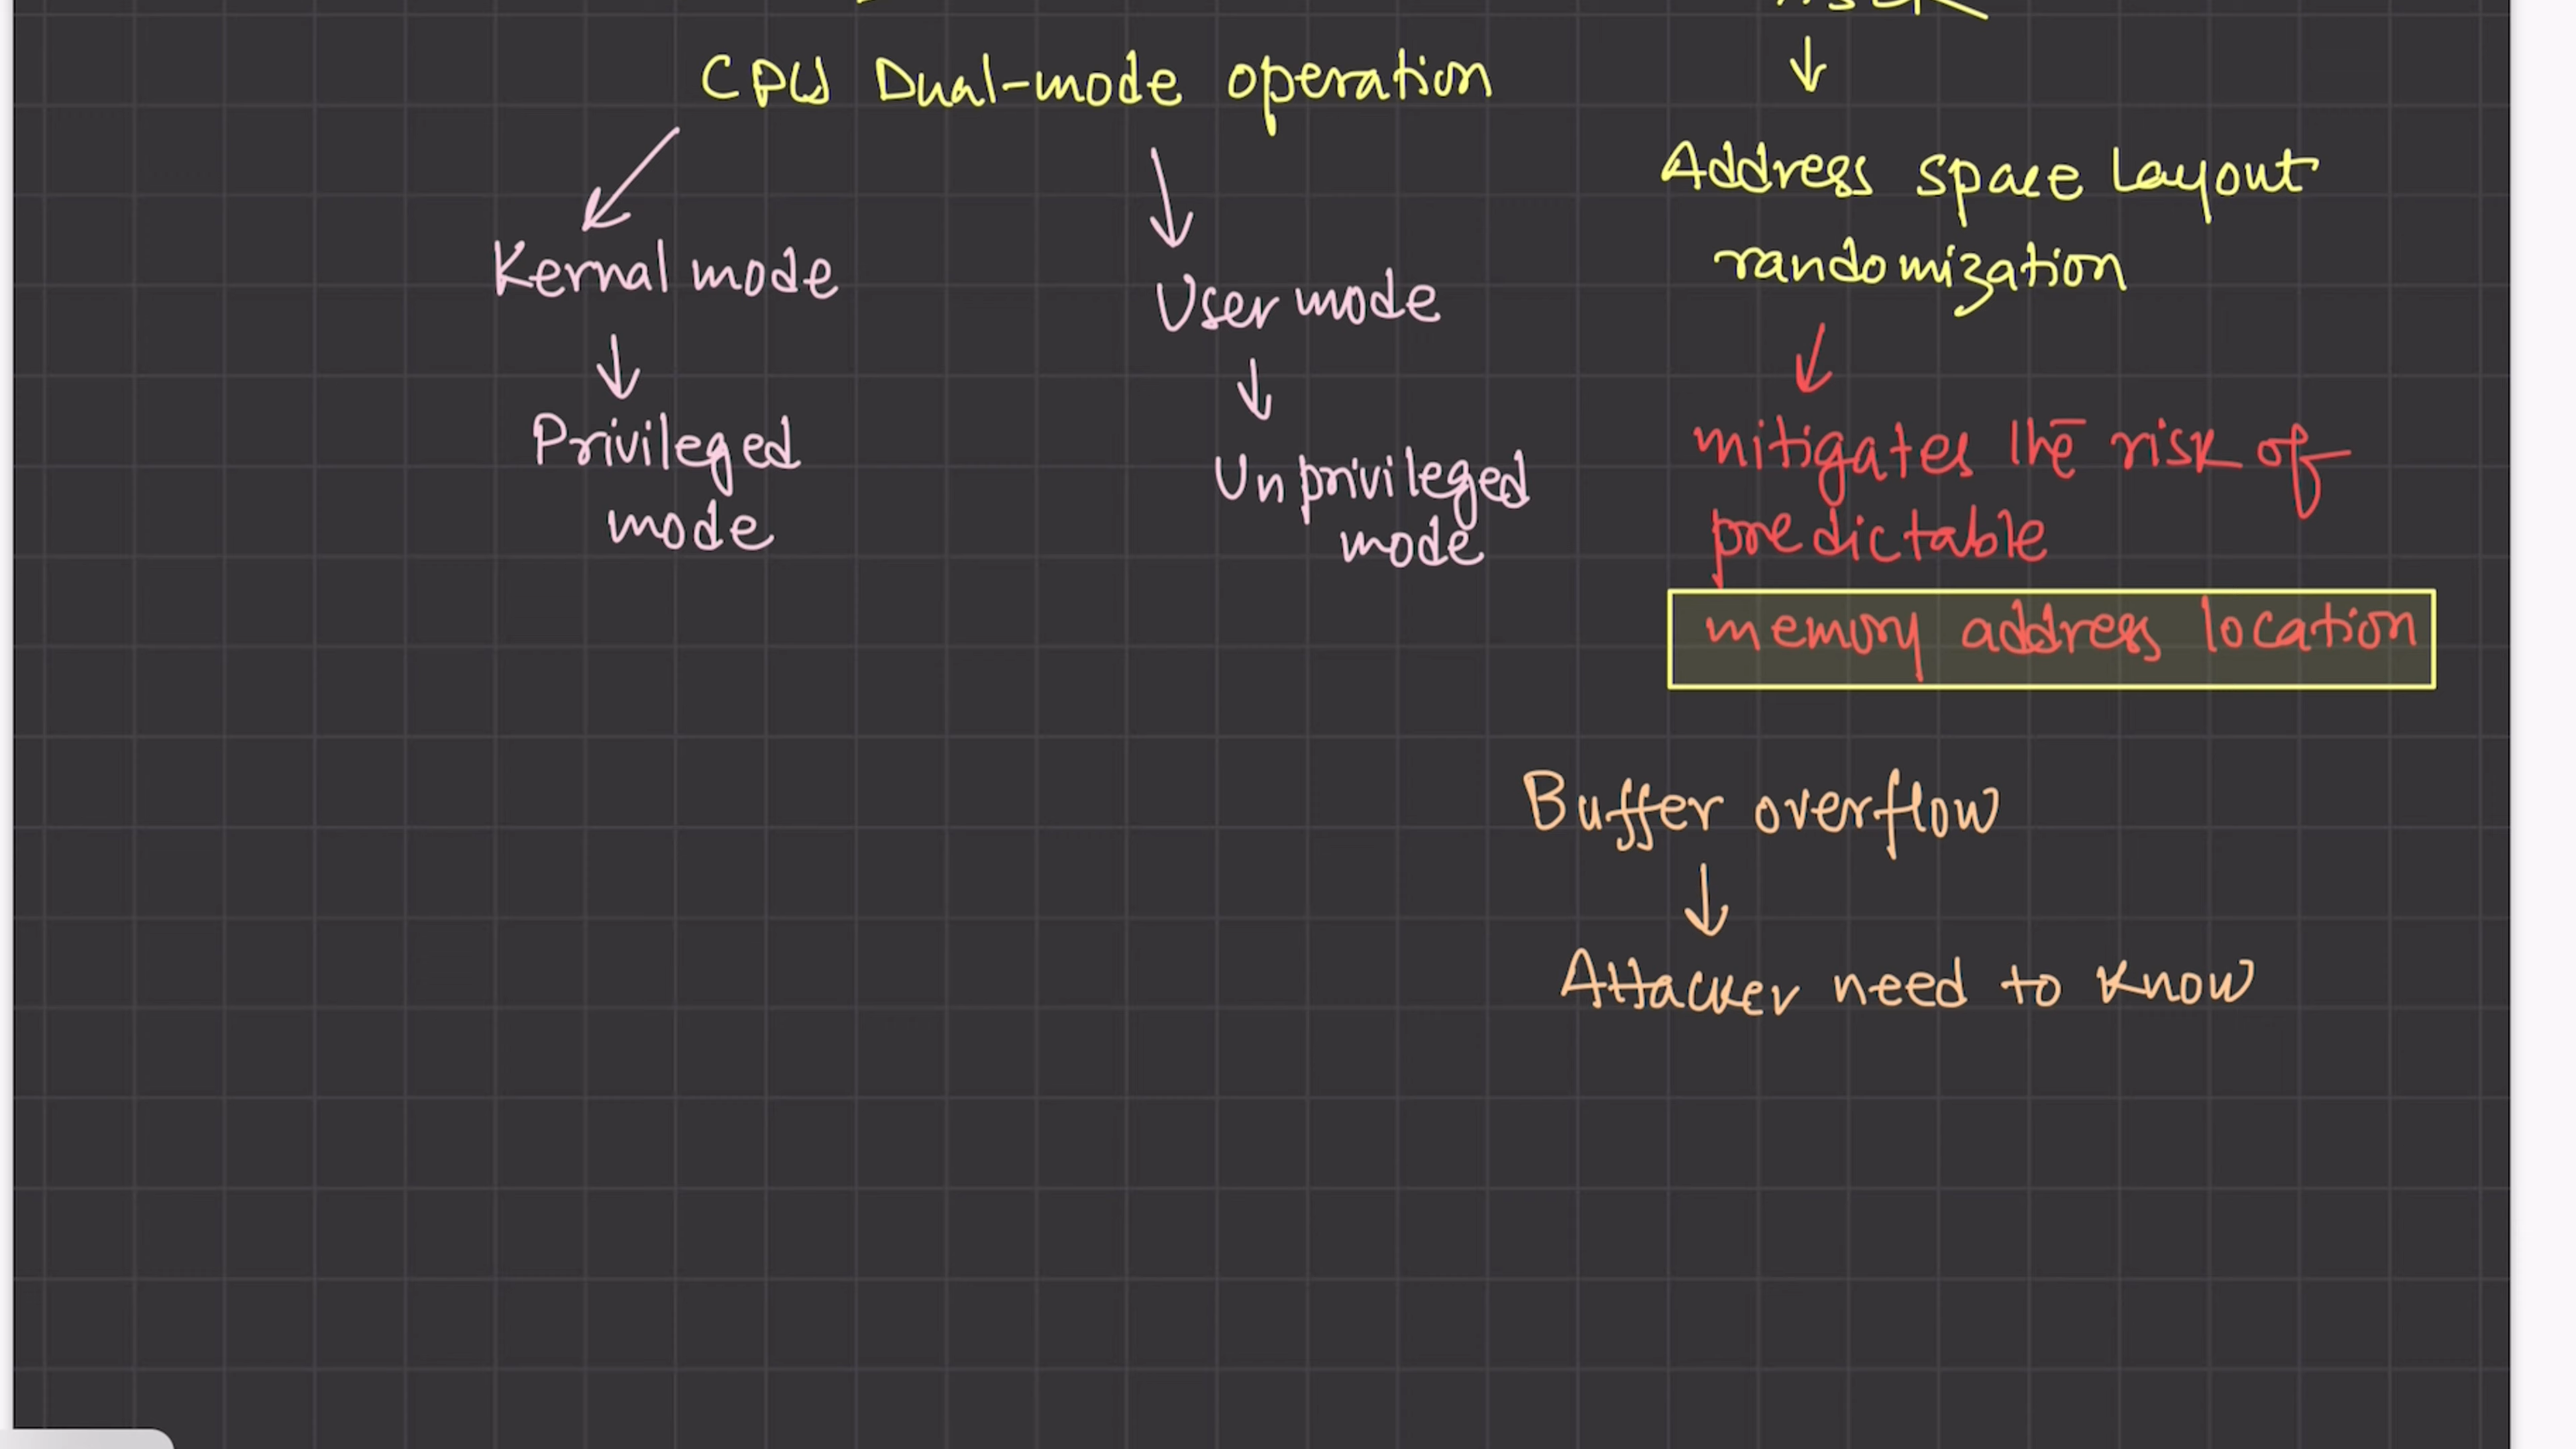 CPU Dual-mode operation
Kernal mode
User mode
Privileged
mode
Unprivileged
mode
Address space Layout
randomization
mitigates the risk of
predictable
memory address location
Buffer overflow
Attacker need to know